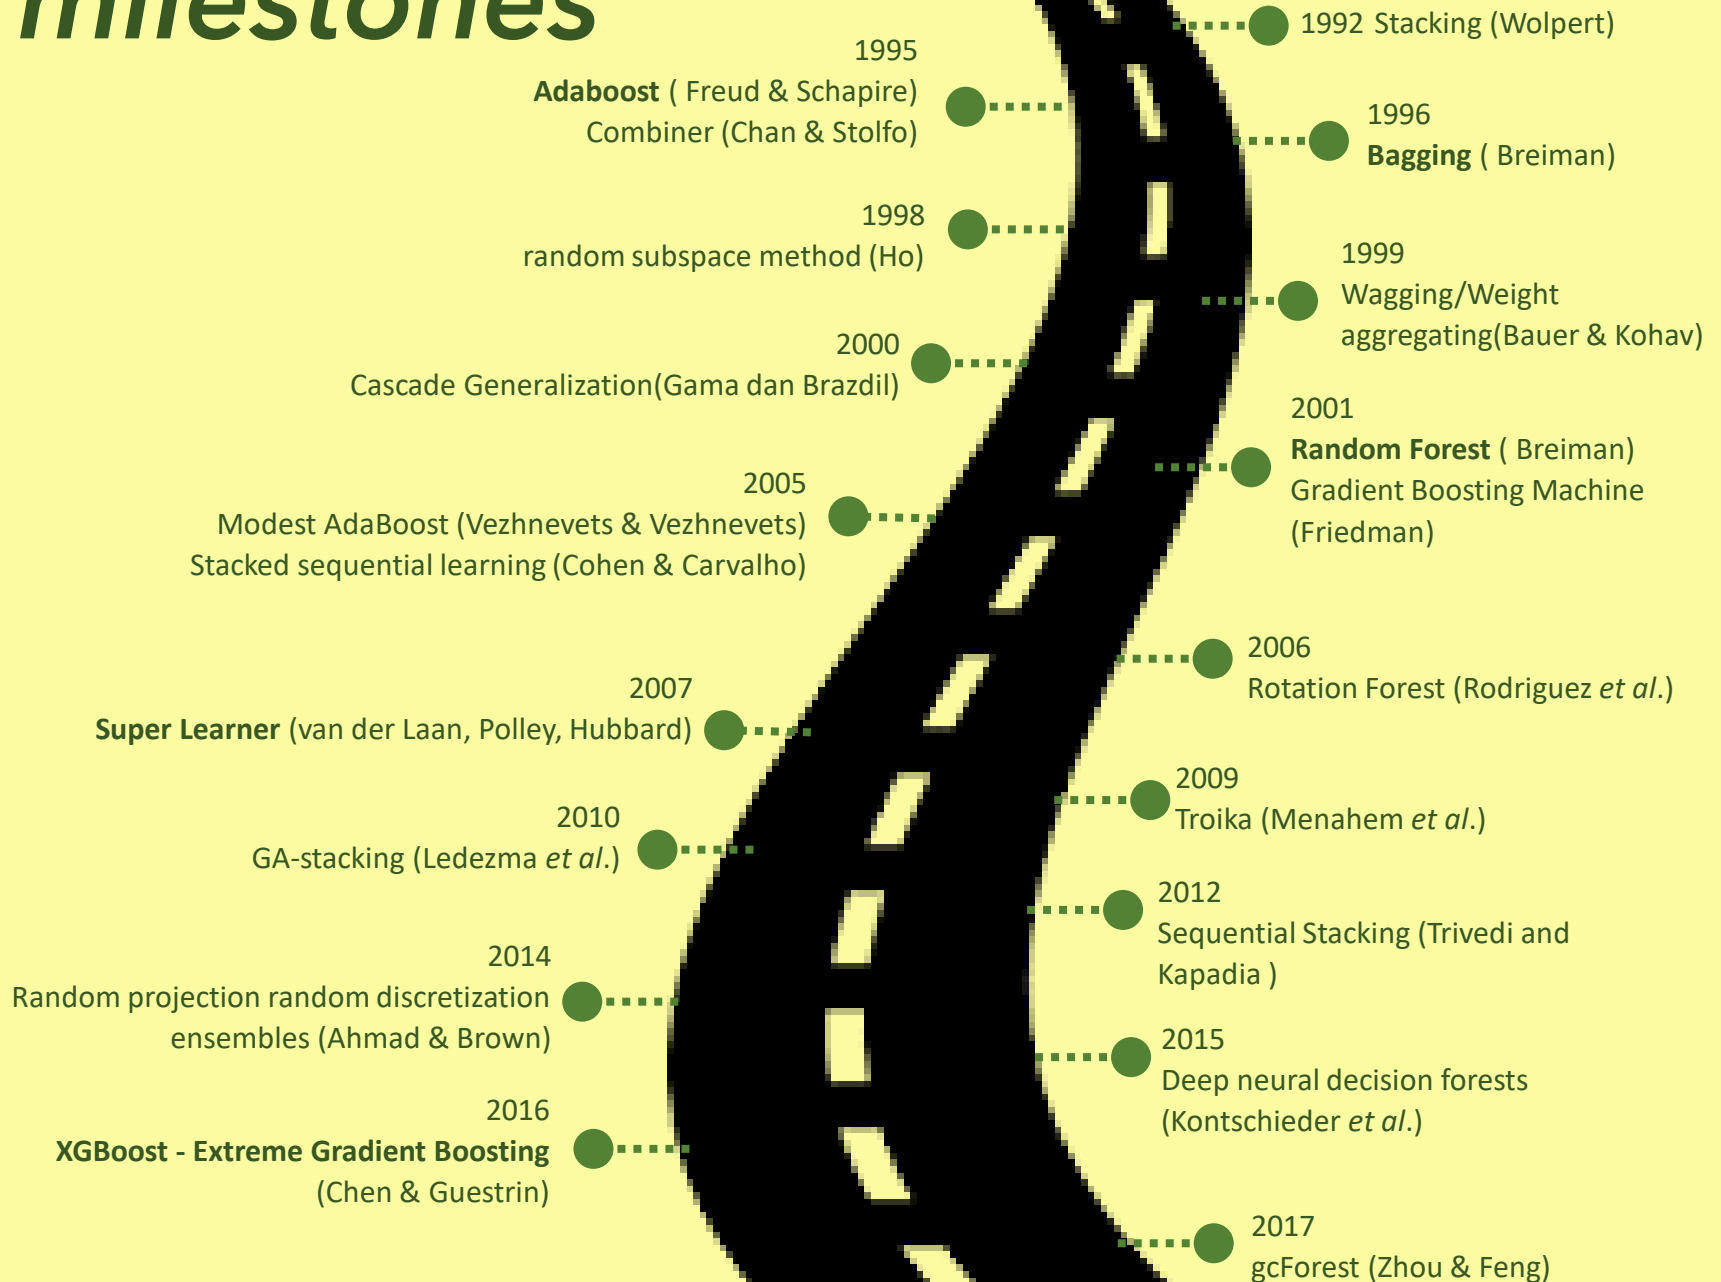 milestones
1992 Stacking (Wolpert)
1995
Adaboost ( Freud & Schapire)
Combiner (Chan & Stolfo)
1996
Bagging ( Breiman)
1998
random subspace method (Ho)
1999
Wagging/Weight
aggregating(Bauer & Kohav)
2000
Cascade Generalization(Gama dan Brazdil)
2001
Random Forest ( Breiman)
Gradient Boosting Machine
(Friedman)
2005
Modest AdaBoost (Vezhnevets & Vezhnevets)
Stacked sequential learning (Cohen & Carvalho)
2006
Rotation Forest (Rodriguez et al.)
2007
Super Learner (van der Laan, Polley, Hubbard)
2009
Troika (Menahem et al.)
2010
GA-stacking (Ledezma et al.)
2012
Sequential Stacking (Trivedi and
Kapadia )
2014
Random projection random discretization
ensembles (Ahmad & Brown)
2015
Deep neural decision forests
(Kontschieder et al.)
2016
XGBoost - Extreme Gradient Boosting
(Chen & Guestrin)
2017
gcForest (Zhou & Feng)